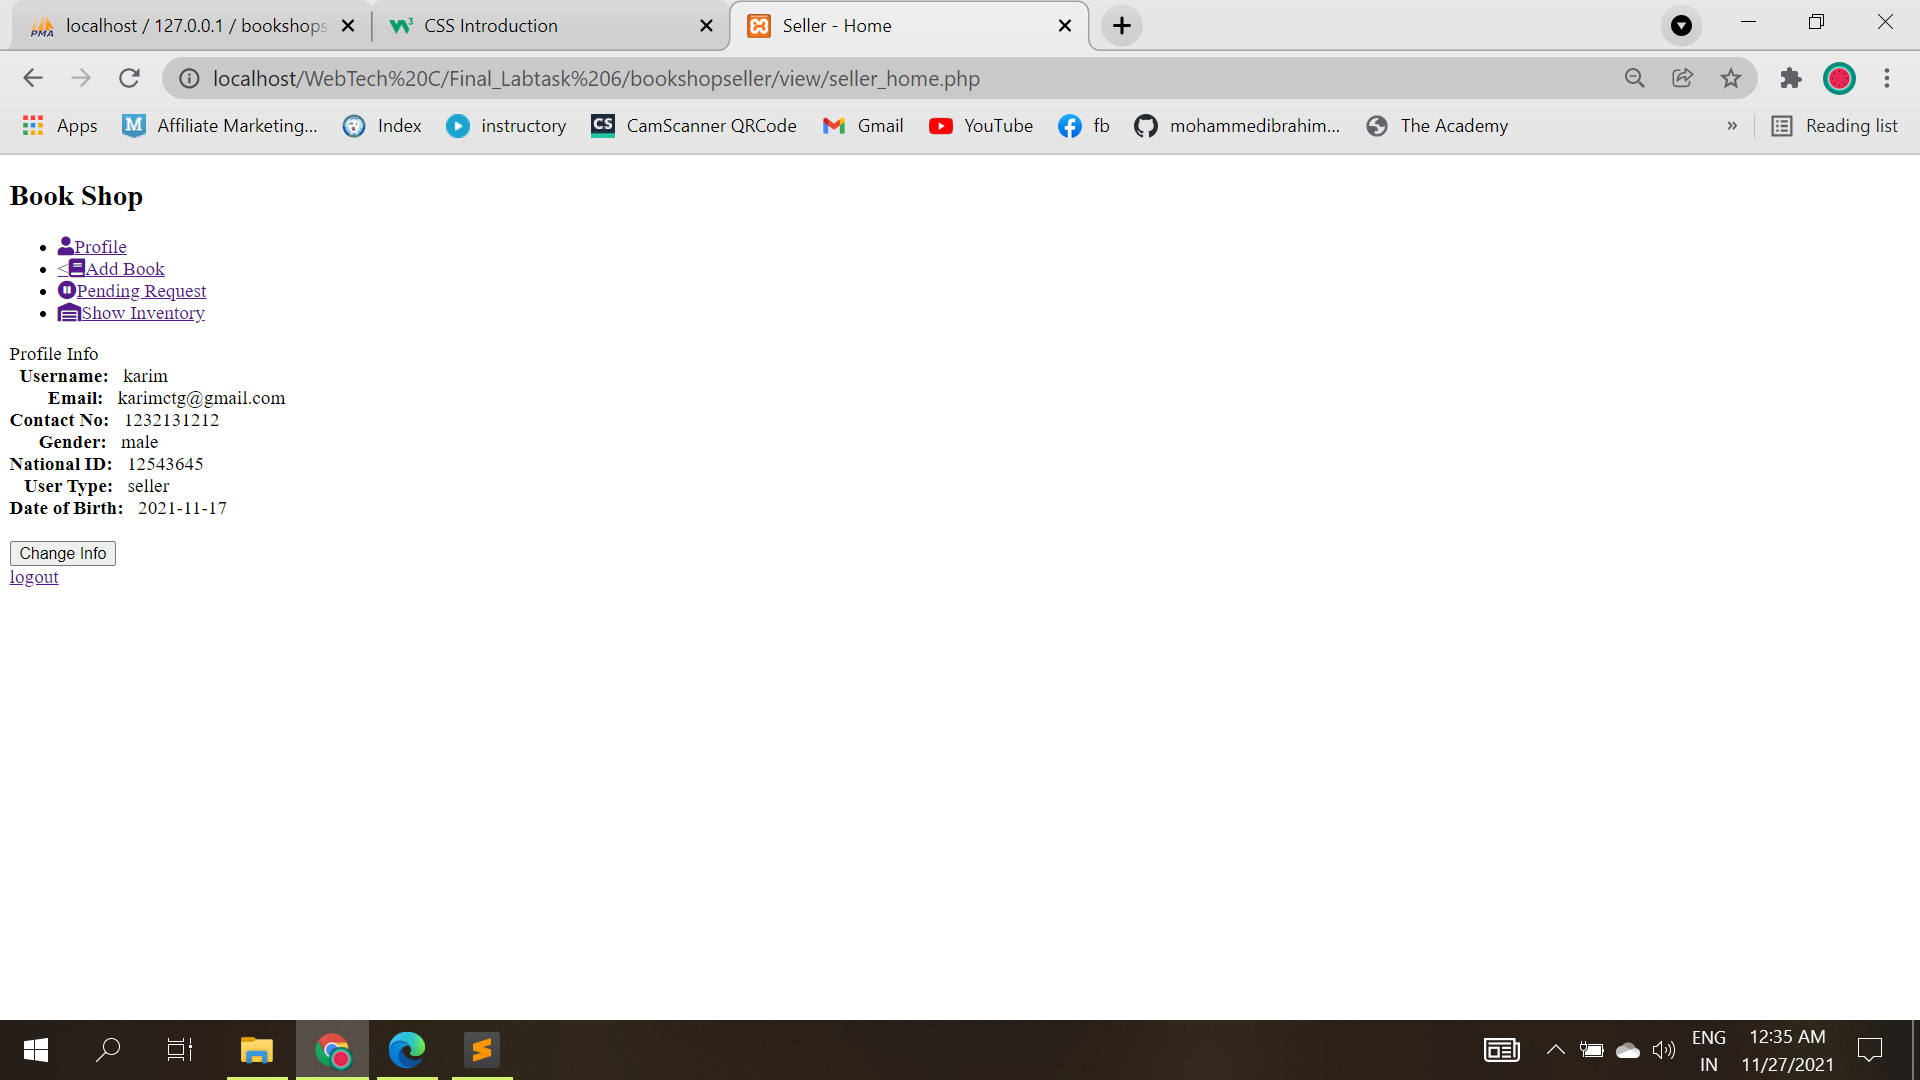 localhost / 127.0.0.1 / bookshops
CSS Introduction
Seller - Home
localhost/WebTech%20C/Final_Labtask%206/bookshopseller/view/seller_home.php
Apps
Affiliate Marketing...
Index
instructory
CS CamScanner QRCode
Gmail
YouTube
fb
mohammedibrahim...
The Academy
»
Reading list
Book Shop
Profile
<Add Book
Pending Request
Show Inventory
Profile Info
Username: karim
Email: karimctg@gmail.com
Contact No: 1232131212
Gender: male
National ID: 12543645
User Type: seller
Date of Birth: 2021-11-17
Change Info
logout
ENG
IN
12:35 AM
11/27/2021